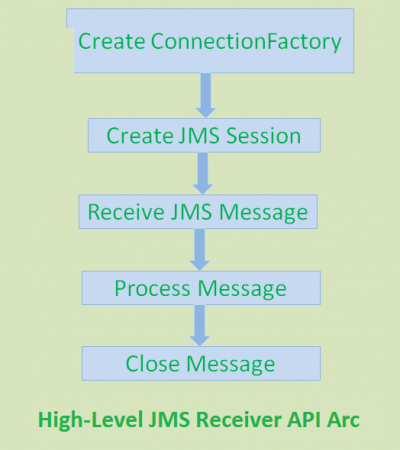 Create ConnectionFactory
Create JMS Session
Receive JMS Message
Process Message
Close Message
High-Level JMS Receiver API Arc